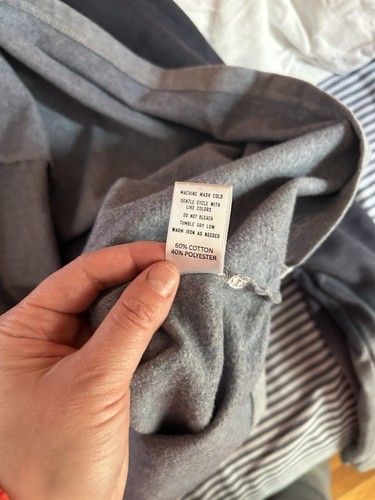 MACHINE WASH COLD
GENTLE CYCLE WITH
LIKE COLORS
DO NOT BLEACH
TUMBLE DRY LOW
WARM IRON AS NEEDED
60% COTTON
40% POLYESTER